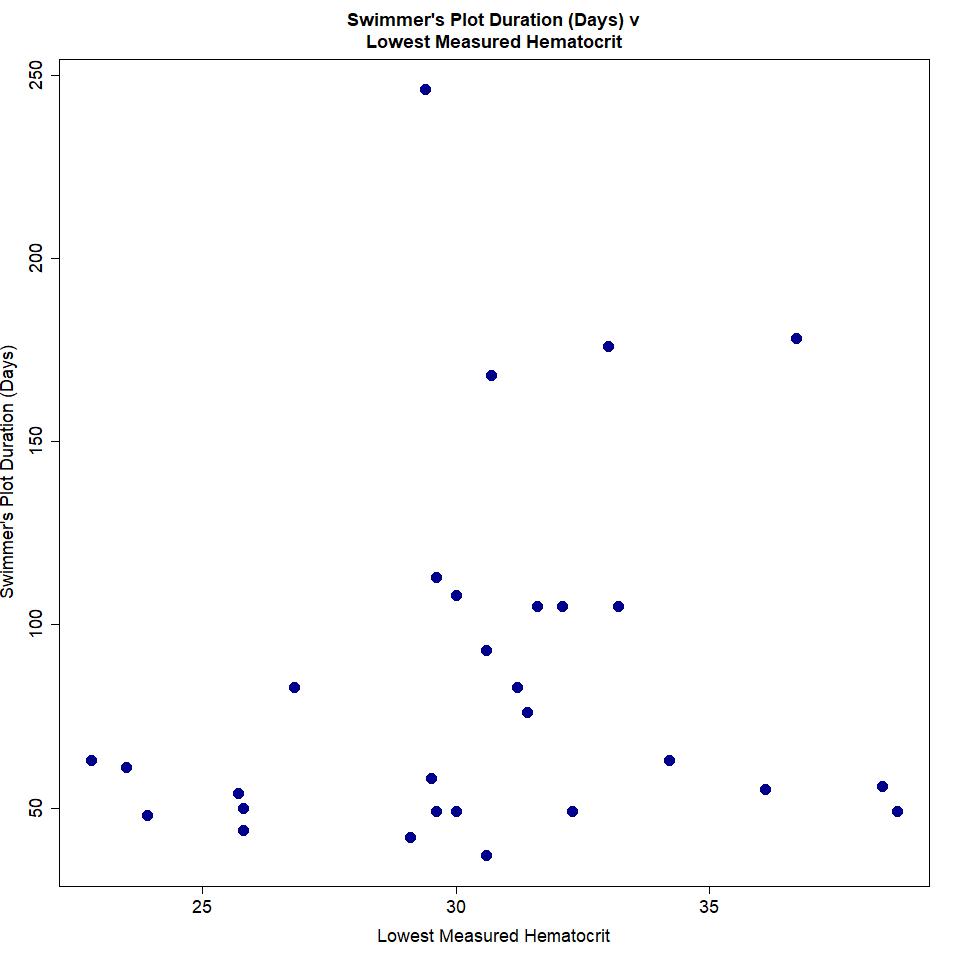 Swimmer's Plot Duration (Days) v
Lowest Measured Hematocrit
Swimmer's Plot Duration (Days)
250
200
150
100
50
25
30
35
Lowest Measured Hematocrit